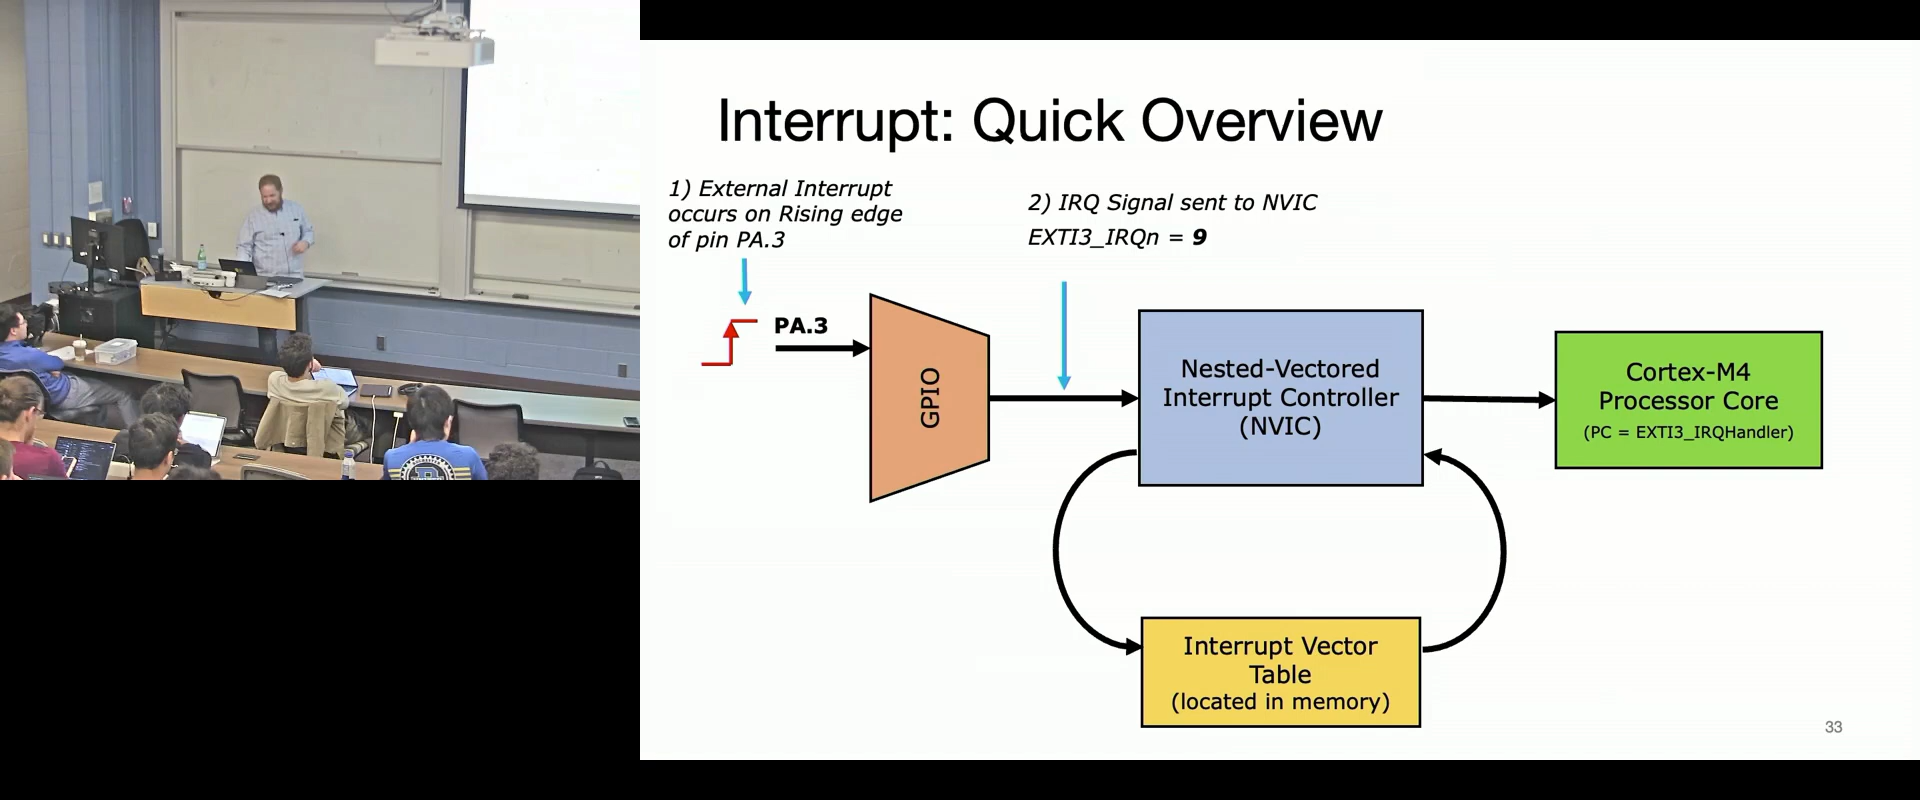 Interrupt: Quick Overview
1) External Interrupt
occurs on Rising edge
of pin PA.3
2) IRQ Signal sent to NVIC
EXTI3_IRQn = 9
PA.3
GPIO
Nested-Vectored
Interrupt Controller
(NVIC)
Cortex-M4
Processor Core
(PC = EXTI3_IRQHandler)
Interrupt Vector
Table
(located in memory)
33